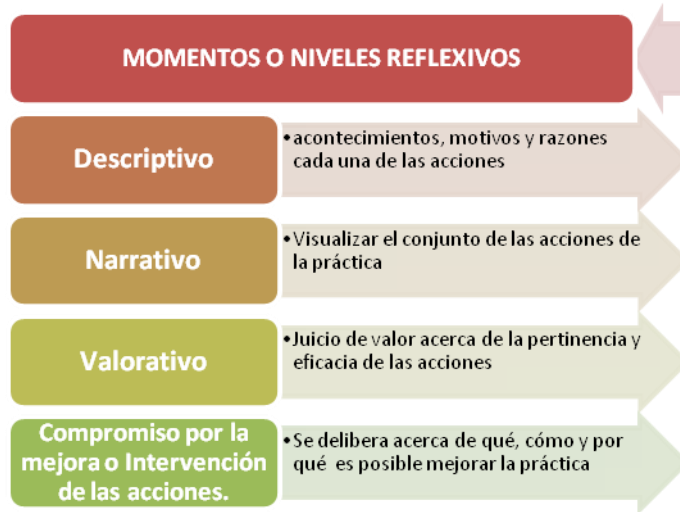 MOMENTOS O NIVELES REFLEXIVOS
Descriptivo
•acontecimientos, motivos y razones
cada una de las acciones
Narrativo
•Visualizar el conjunto de las acciones de
la práctica
Valorativo
•Juicio de valor acerca de la pertinencia y
eficacia de las acciones
Compromiso por la
mejora o Intervención
de las acciones.
•Se delibera acerca de qué, cómo y por
qué es posible mejorar la práctica